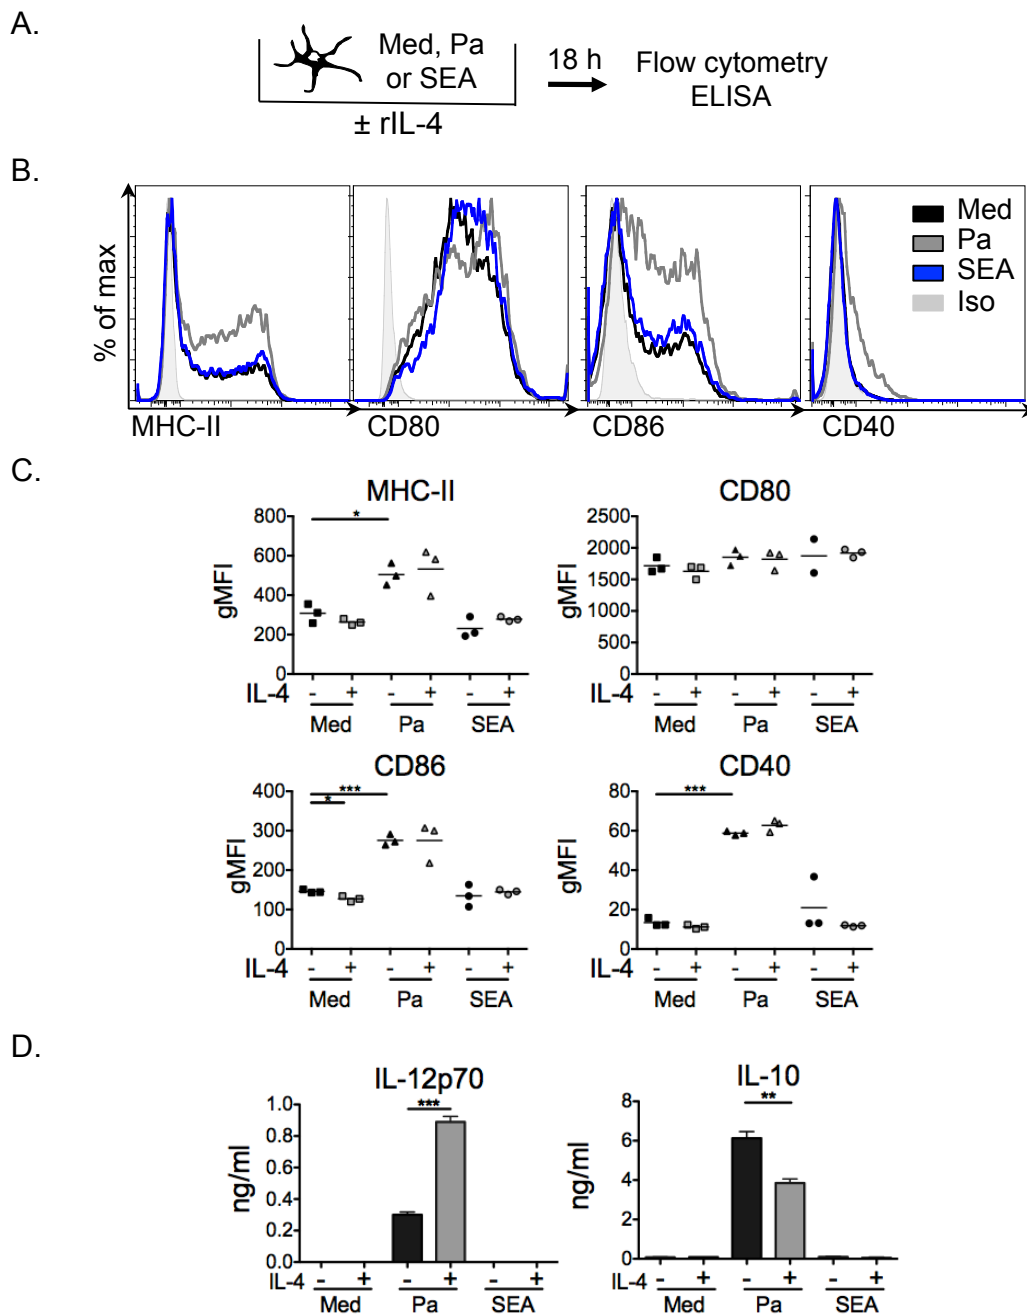 A.
Med, Pa
or SEA
± rIL-4
18 h
Flow cytometry
ELISA
B.
% of max
MHC-II
CD80
CD86
CD40
Med
Pa
SEA
Iso
C.
MHC-II
gMFI
800
600
400
200
0
*
IL-4 - + - + - +
Med Pa SEA
CD80
gMFI
2500
2000
1500
1000
500
0
IL-4 - + - + - +
Med Pa SEA
CD86
gMFI
400
300
200
100
0
***
*
IL-4 - + - + - +
Med Pa SEA
CD40
gMFI
80
60
40
20
0
***
IL-4 - + - + - +
Med Pa SEA
D.
IL-12p70
ng/ml
1.0
0.8
0.6
0.4
0.2
0.0
***
IL-4 - + - + - +
Med Pa SEA
IL-10
ng/ml
8
6
4
2
0
**
IL-4 - + - + - +
Med Pa SEA